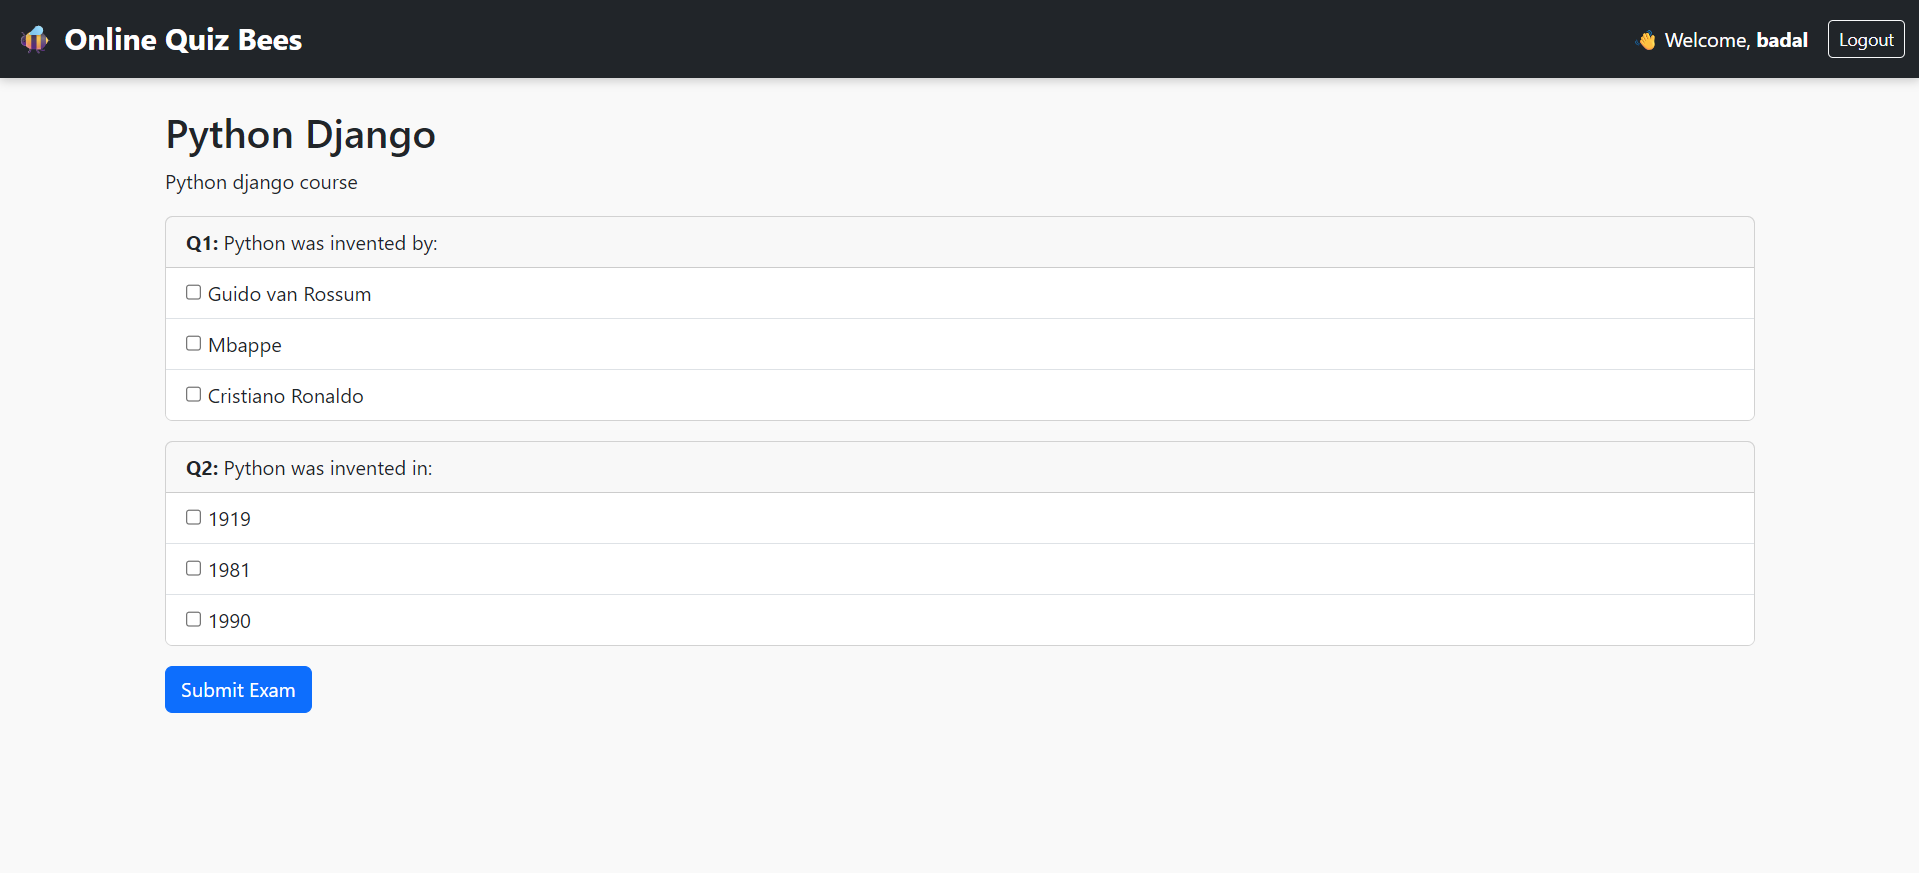 Online Quiz Bees
Welcome, badal
Logout
Python Django
Python django course
Q1: Python was invented by:
Guido van Rossum
Mbappe
Cristiano Ronaldo
Q2: Python was invented in:
1919
1981
1990
Submit Exam